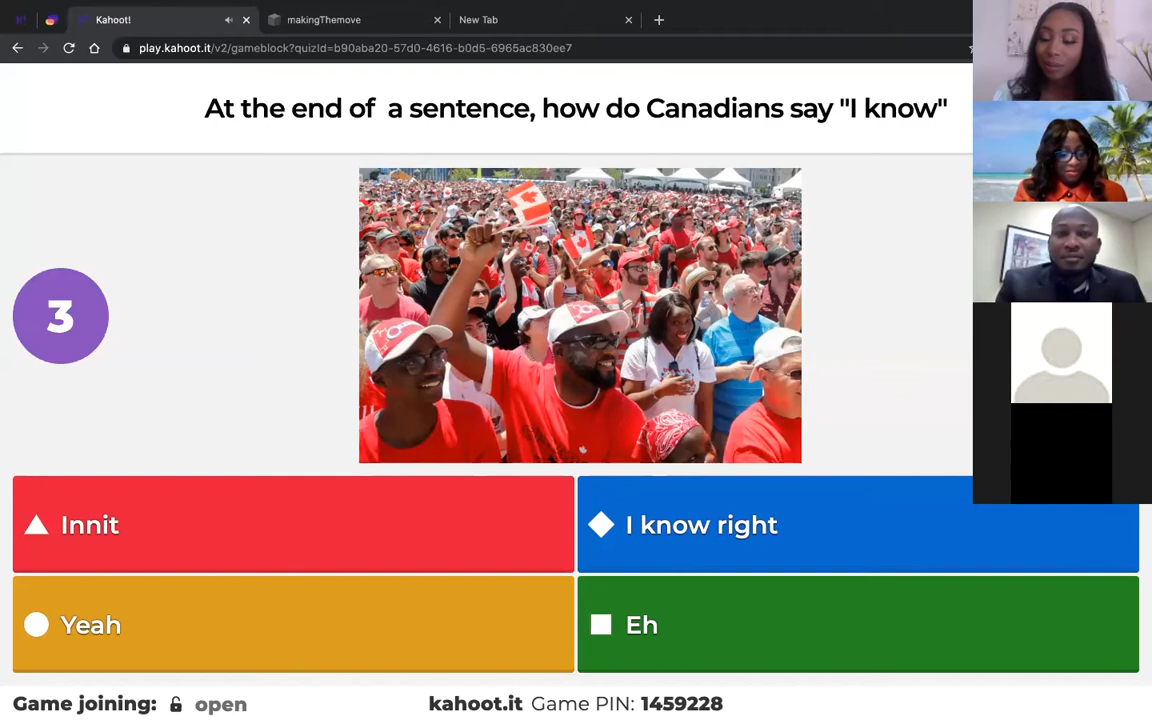 Kahoot!
makingThemove
New Tab
play.kahoot.it/v2/gameblock?quizId=b90aba20-57d0-4616-b0d5-6965ac830ee7
At the end of  a sentence, how do Canadians say "I know"
3
Innit
I know right
Yeah
Eh
Game joining: open
kahoot.it Game PIN: 1459228